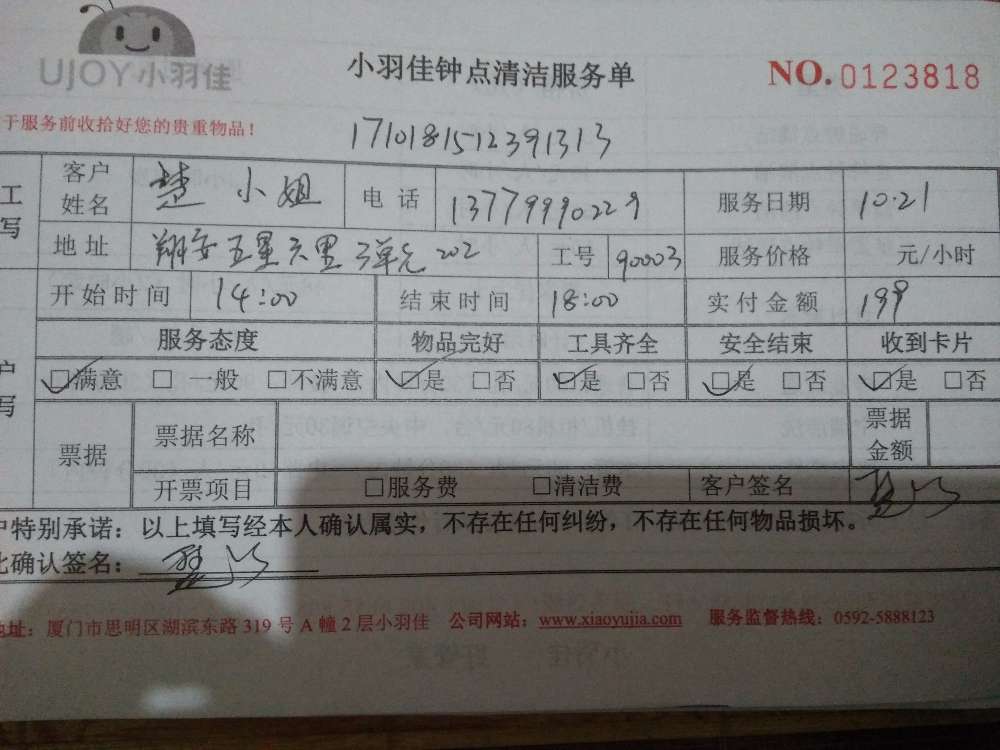 UJOY小羽佳
小羽佳钟点清洁服务单
NO.0123818
于服务前收拾好您的贵重物品！
1710181512391313
工 写
客户姓名 楚小姐 电话 13779990229 服务日期 10.21
地址 翔安五星六里3单元202 工号 90003 服务价格 元/小时
开始时间 14:00 结束时间 18:00 实付金额 199
户 写
服务态度 物品完好 工具齐全 安全结束 收到卡片
☑满意 □一般 □不满意 ☑是 □否 ☑是 □否 ☑是 □否 ☑是 □否
票据 票据名称 票据金额
开票项目 □服务费 □清洁费 客户签名
户特别承诺：以上填写经本人确认属实，不存在任何纠纷，不存在任何物品损坏。
此确认签名：
地址：厦门市思明区湖滨东路319号A幢2层小羽佳 公司网站：www.xiaoyujia.com 服务监督热线：0592-5888123